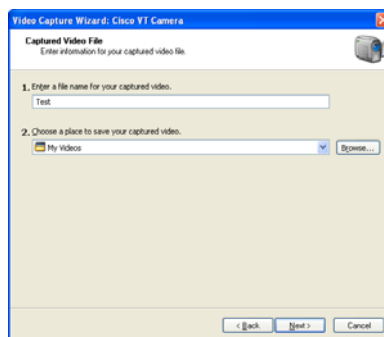 Video Capture Wizard: Cisco VT Camera
Captured Video File
Enter information for your captured video file.
1. Enter a file name for your captured video.
Test
2. Choose a place to save your captured video.
My Videos
Browse...
< Back
Next >
Cancel